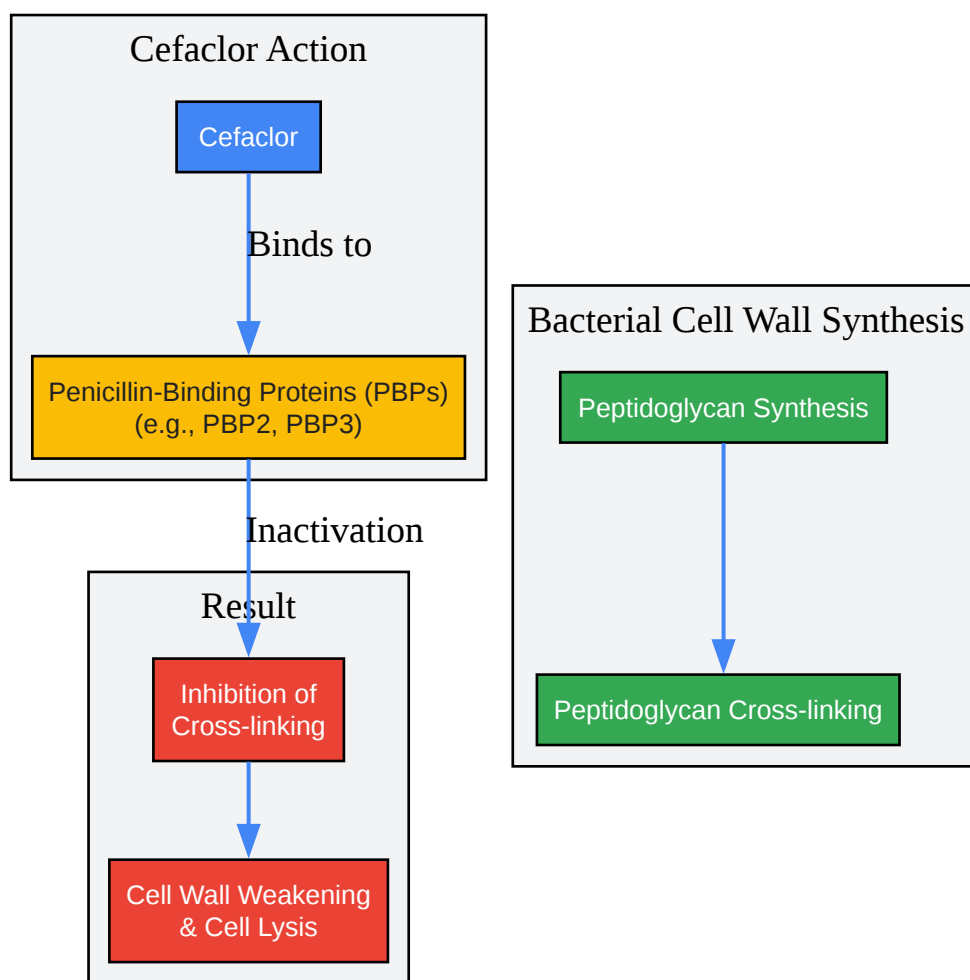 Cefaclor Action
Cefaclor
Binds to
Penicillin-Binding Proteins (PBPs)
(e.g., PBP2, PBP3)
Inactivation
Result
Inhibition of
Cross-linking
Cell Wall Weakening
& Cell Lysis
Bacterial Cell Wall Synthesis
Peptidoglycan Synthesis
Peptidoglycan Cross-linking